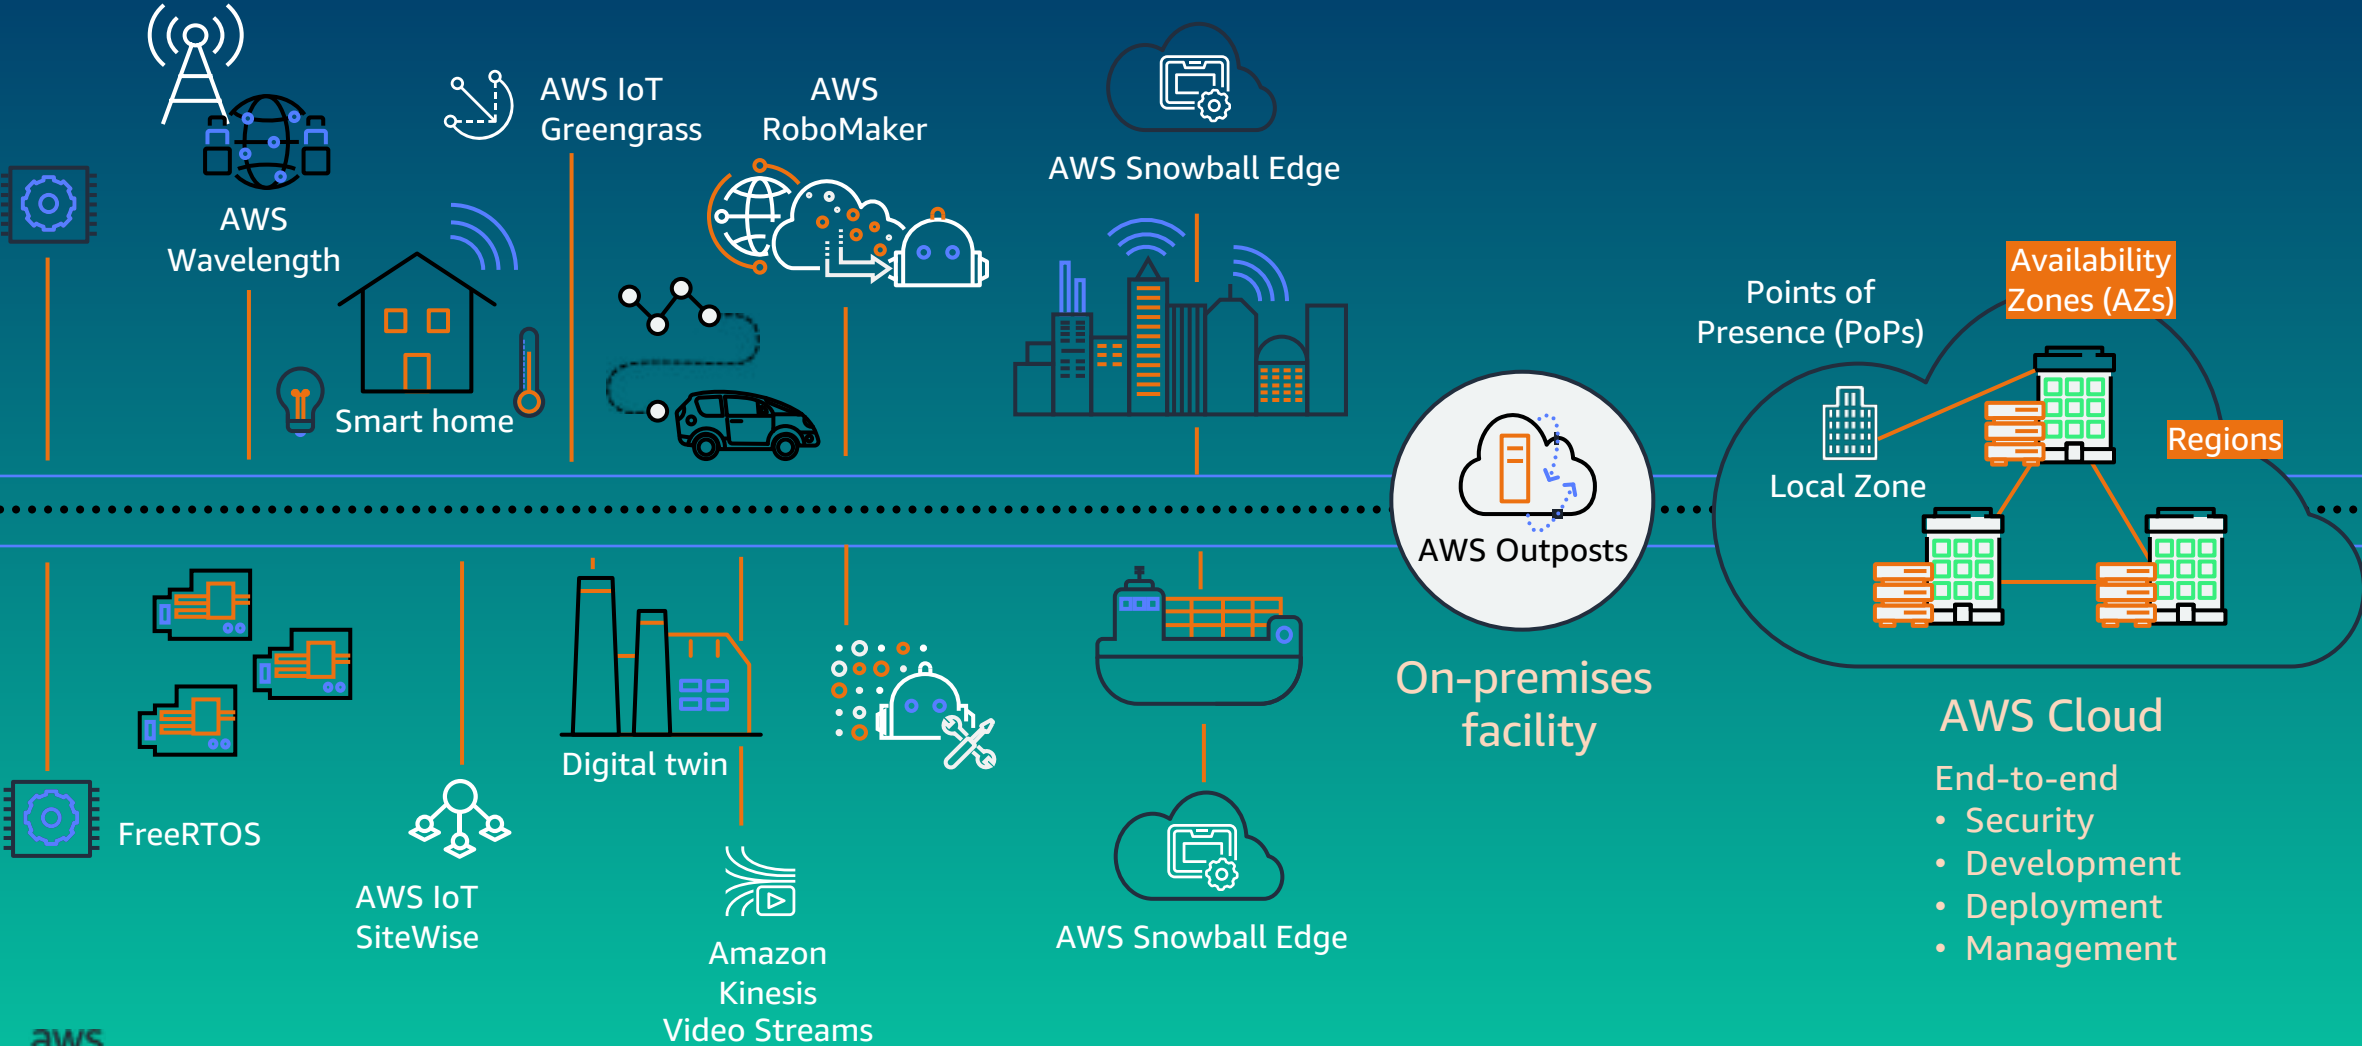 AWS
Wavelength
Smart home
AWS IoT
Greengrass
AWS
RoboMaker
AWS Snowball Edge
Points of
Presence (PoPs)
Availability
Zones (AZs)
Regions
Local Zone
AWS Outposts
On-premises
facility
AWS Cloud
End-to-end
• Security
• Development
• Deployment
• Management
FreeRTOS
AWS IoT
SiteWise
Digital twin
Amazon
Kinesis
Video Streams
AWS Snowball Edge
aws